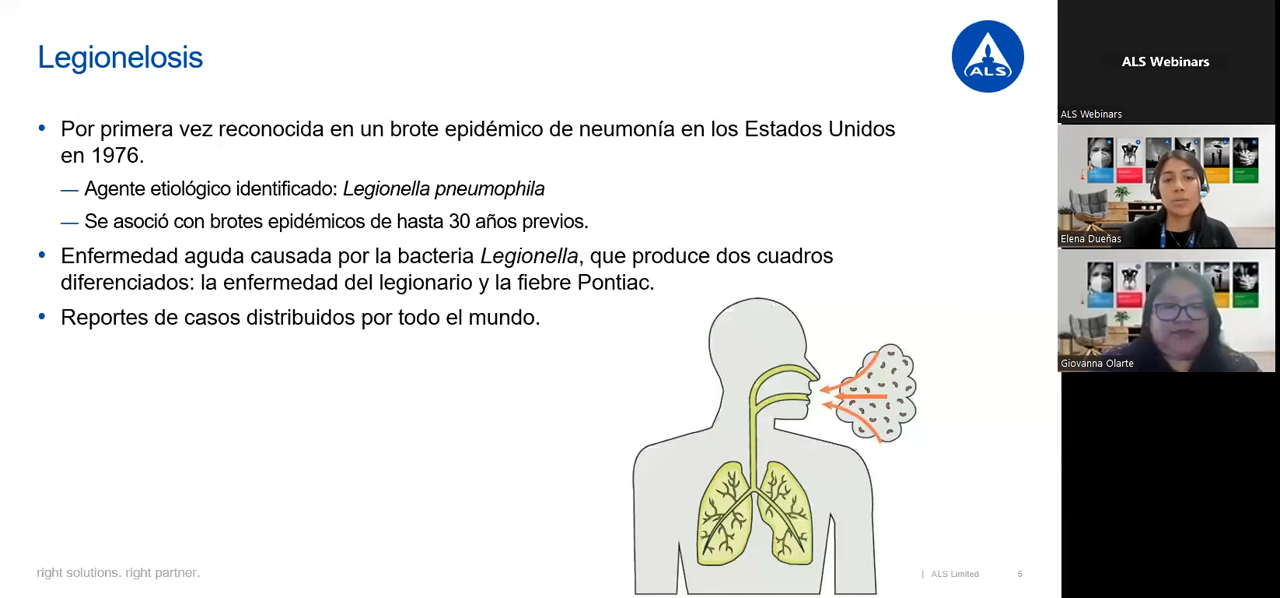 Legionelosis
ALS
• Por primera vez reconocida en un brote epidémico de neumonía en los Estados Unidos
en 1976.
— Agente etiológico identificado: Legionella pneumophila
— Se asoció con brotes epidémicos de hasta 30 años previos.
• Enfermedad aguda causada por la bacteria Legionella, que produce dos cuadros
diferenciados: la enfermedad del legionario y la fiebre Pontiac.
• Reportes de casos distribuidos por todo el mundo.
right solutions. right partner.
| ALS Limited 5
ALS Webinars
ALS Webinars
Elena Dueñas
Giovanna Olarte